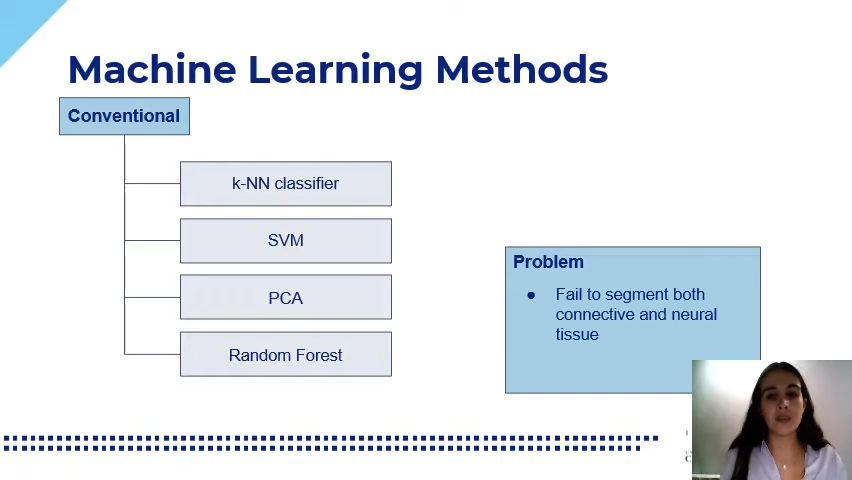 Machine Learning Methods
Conventional
k-NN classifier
SVM
PCA
Random Forest
Problem
● Fail to segment both
connective and neural
tissue